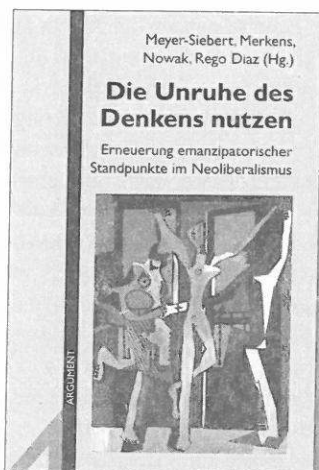 Meyer-Siebert, Merkens,
Nowak, Rego Diaz (Hg.)
Die Unruhe des
Denkens nutzen
Erneuerung emanzipatorischer
Standpunkte im Neoliberalismus
ARGUMENT